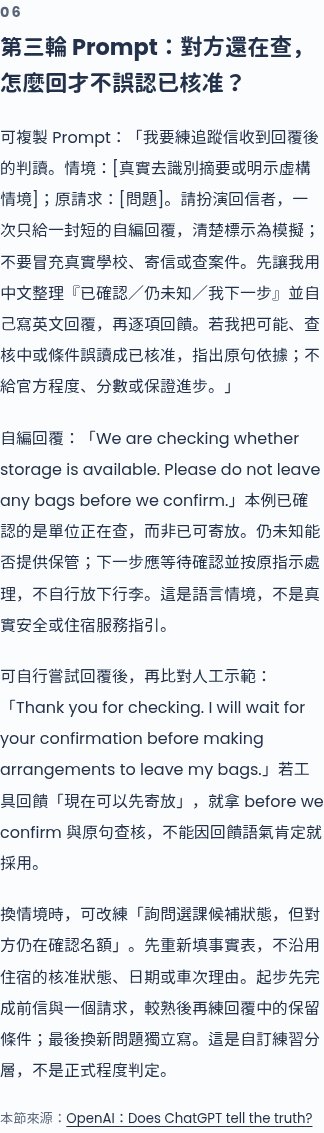 06
第三輪 Prompt：對方還在查，
怎麼回才不誤認已核准？
可複製 Prompt：「我要練追蹤信收到回覆後
的判讀。情境：[真實去識別摘要或明示虛構
情境]；原請求：[問題]。請扮演回信者，一
次只給一封短的自編回覆，清楚標示為模擬；
不要冒充真實學校、寄信或查案件。先讓我用
中文整理『已確認／仍未知／我下一步』並自
己寫英文回覆，再逐項回饋。若我把可能、查
核中或條件誤讀成已核准，指出原句依據；不
給官方程度、分數或保證進步。」
自編回覆：「We are checking whether
storage is available. Please do not leave
any bags before we confirm.」本例已確
認的是單位正在查，而非已可寄放。仍未知能
否提供保管；下一步應等待確認並按原指示處
理，不自行放下行李。這是語言情境，不是真
實安全或住宿服務指引。
可自行嘗試回覆後，再比對人工示範：
「Thank you for checking. I will wait for
your confirmation before making
arrangements to leave my bags.」若工
具回饋「現在可以先寄放」，就拿 before we
confirm 與原句查核，不能因回饋語氣肯定就
採用。
換情境時，可改練「詢問選課候補狀態，但對
方仍在確認名額」。先重新填事實表，不沿用
住宿的核准狀態、日期或車次理由。起步先完
成前信與一個請求，較熟後再練回覆中的保留
條件；最後換新問題獨立寫。這是自訂練習分
層，不是正式程度判定。
本節來源：OpenAI：Does ChatGPT tell the truth?